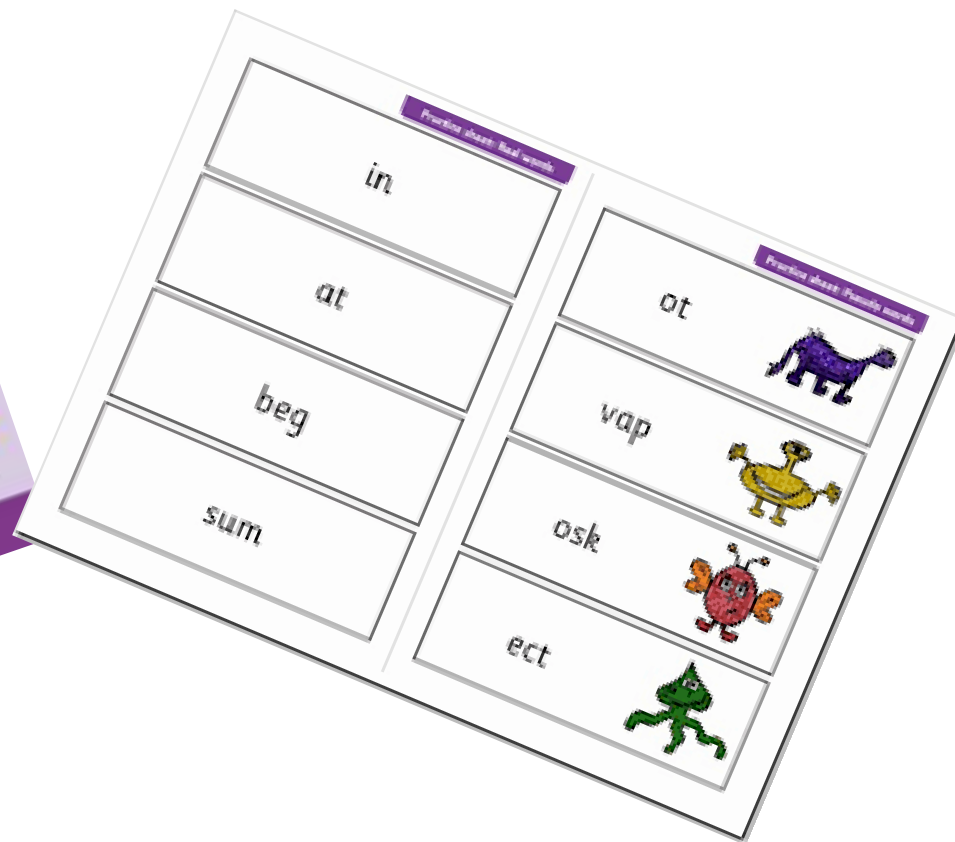 Practice sheet: Real words
in
at
beg
sum
Practice sheet: Pseudo words
ot
vap
osk
ect